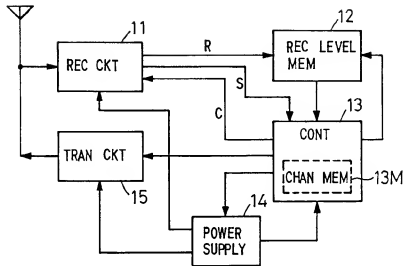 11
12
REC CKT
R
REC LEVEL
MEM
S
C
13
CONT
TRAN CKT
CHAN MEM
13M
15
14
POWER
SUPPLY